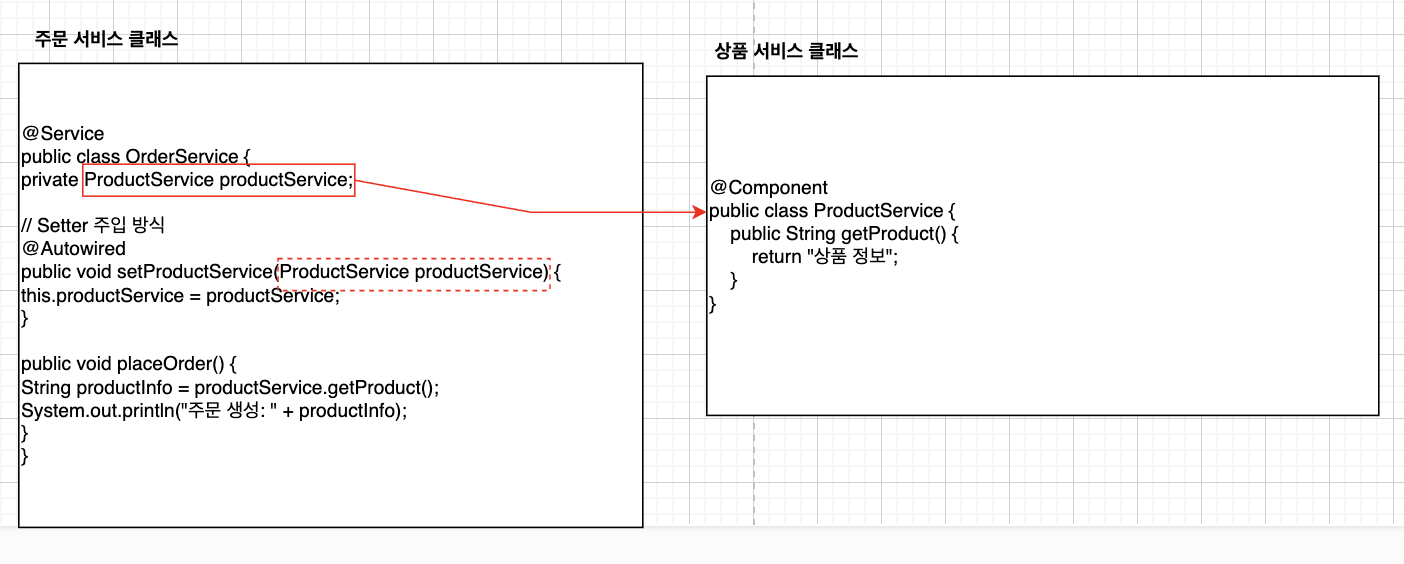 주문 서비스 클래스
@Service
public class OrderService {
private ProductService productService;
// Setter 주입 방식
@Autowired
public void setProductService(ProductService productService) {
this.productService = productService;
}
public void placeOrder() {
String productInfo = productService.getProduct();
System.out.println("주문 생성: " + productInfo);
}
}
상품 서비스 클래스
@Component
public class ProductService {
public String getProduct() {
return "상품 정보";
}
}